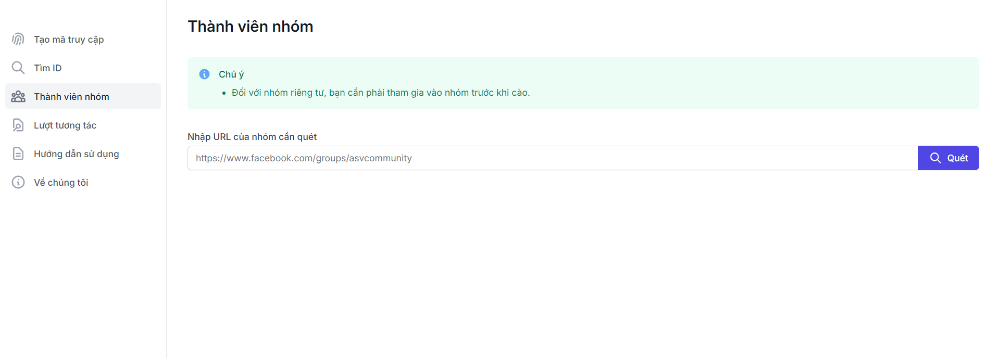 Tạo mã truy cập
Tìm ID
Thành viên nhóm
Lượt tương tác
Hướng dẫn sử dụng
Về chúng tôi
Thành viên nhóm
Chú ý
• Đối với nhóm riêng tư, bạn cần phải tham gia vào nhóm trước khi cào.
Nhập URL của nhóm cần quét
https://www.facebook.com/groups/asvcommunity
Quét